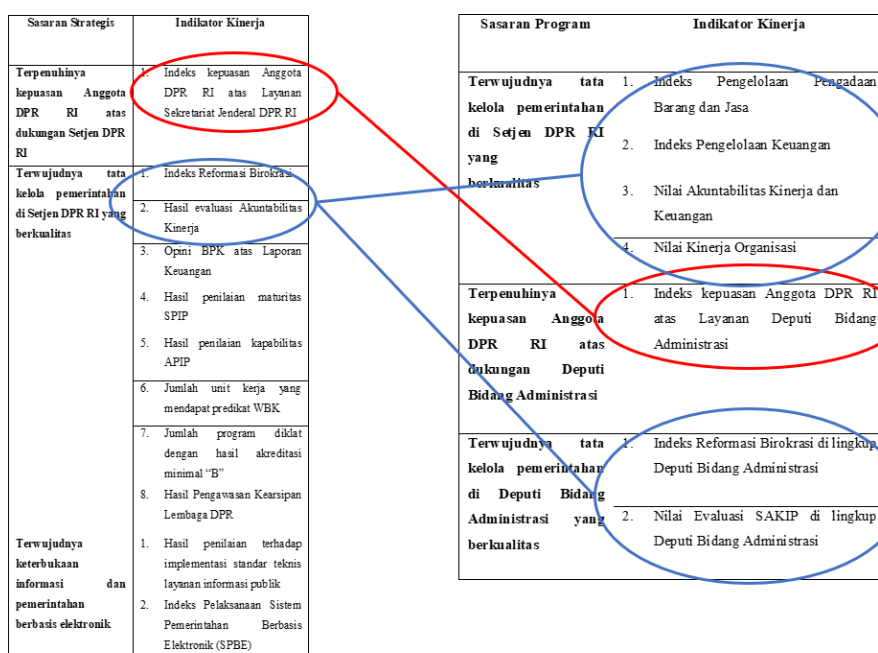 Sasaran Strategis
Indikator Kinerja
Terpenuhinya
kepuasan Anggota
DPR RI atas
dukungan Setjen DPR
RI
1. Indeks kepuasan Anggota
DPR RI atas Layanan
Sekretariat Jenderal DPR RI
Terwujudnya tata
kelola pemerintahan
di Setjen DPR RI yang
berkualitas
1. Indeks Reformasi Birokrasi
2. Hasil evaluasi Akuntabilitas
Kinerja
3. Opini BPK atas Laporan
Keuangan
4. Hasil penilaian maturitas
SPIP
5. Hasil penilaian kapabilitas
APIP
6. Jumlah unit kerja yang
mendapat predikat WBK
7. Jumlah program diklat
dengan hasil akreditasi
minimal “B”
8. Hasil Pengawasan Kearsipan
Lembaga DPR
Terwujudnya
keterbukaan
informasi dan
pemerintahan
berbasis elektronik
1. Hasil penilaian terhadap
implementasi standar teknis
layanan informasi publik
2. Indeks Pelaksanaan Sistem
Pemerintahan Berbasis
Elektronik (SPBE)
Sasaran Program
Indikator Kinerja
Terwujudnya tata
kelola pemerintahan
di Setjen DPR RI
yang
berkualitas
1. Indeks Pengelolaan Pengadaan
Barang dan Jasa
2. Indeks Pengelolaan Keuangan
3. Nilai Akuntabilitas Kinerja dan
Keuangan
4. Nilai Kinerja Organisasi
Terpenuhinya
kepuasan Anggota
DPR RI atas
dukungan Deputi
Bidang Administrasi
1. Indeks kepuasan Anggota DPR RI
atas Layanan Deputi Bidang
Administrasi
Terwujudnya tata
kelola pemerintahan
di Deputi Bidang
Administrasi yang
berkualitas
1. Indeks Reformasi Birokrasi di lingkup
Deputi Bidang Administrasi
2. Nilai Evaluasi SAKIP di lingkup
Deputi Bidang Administrasi